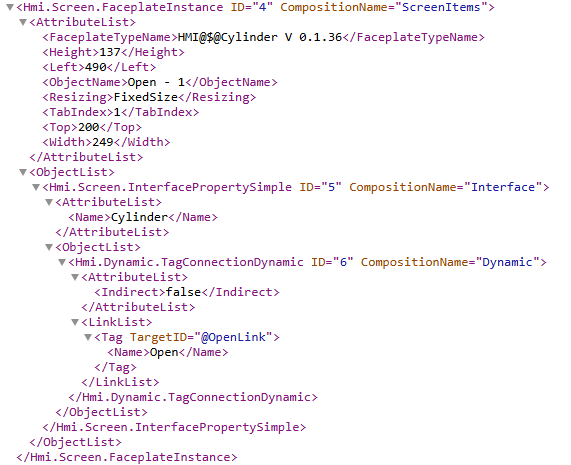 <Hmi.Screen.FaceplateInstance ID="4" CompositionName="ScreenItems">
<AttributeList>
<FaceplateTypeName>HMI@$@Cylinder V 0.1.36</FaceplateTypeName>
<Height>137</Height>
<Left>490</Left>
<ObjectName>Open - 1</ObjectName>
<Resizing>FixedSize</Resizing>
<TabIndex>1</TabIndex>
<Top>200</Top>
<Width>249</Width>
</AttributeList>
<ObjectList>
<Hmi.Screen.InterfacePropertySimple ID="5" CompositionName="Interface">
<AttributeList>
<Name>Cylinder</Name>
</AttributeList>
<ObjectList>
<Hmi.Dynamic.TagConnectionDynamic ID="6" CompositionName="Dynamic">
<AttributeList>
<Indirect>false</Indirect>
</AttributeList>
<LinkList>
<Tag TargetID="@OpenLink">
<Name>Open</Name>
</Tag>
</LinkList>
</Hmi.Dynamic.TagConnectionDynamic>
</ObjectList>
</Hmi.Screen.InterfacePropertySimple>
</ObjectList>
</Hmi.Screen.FaceplateInstance>